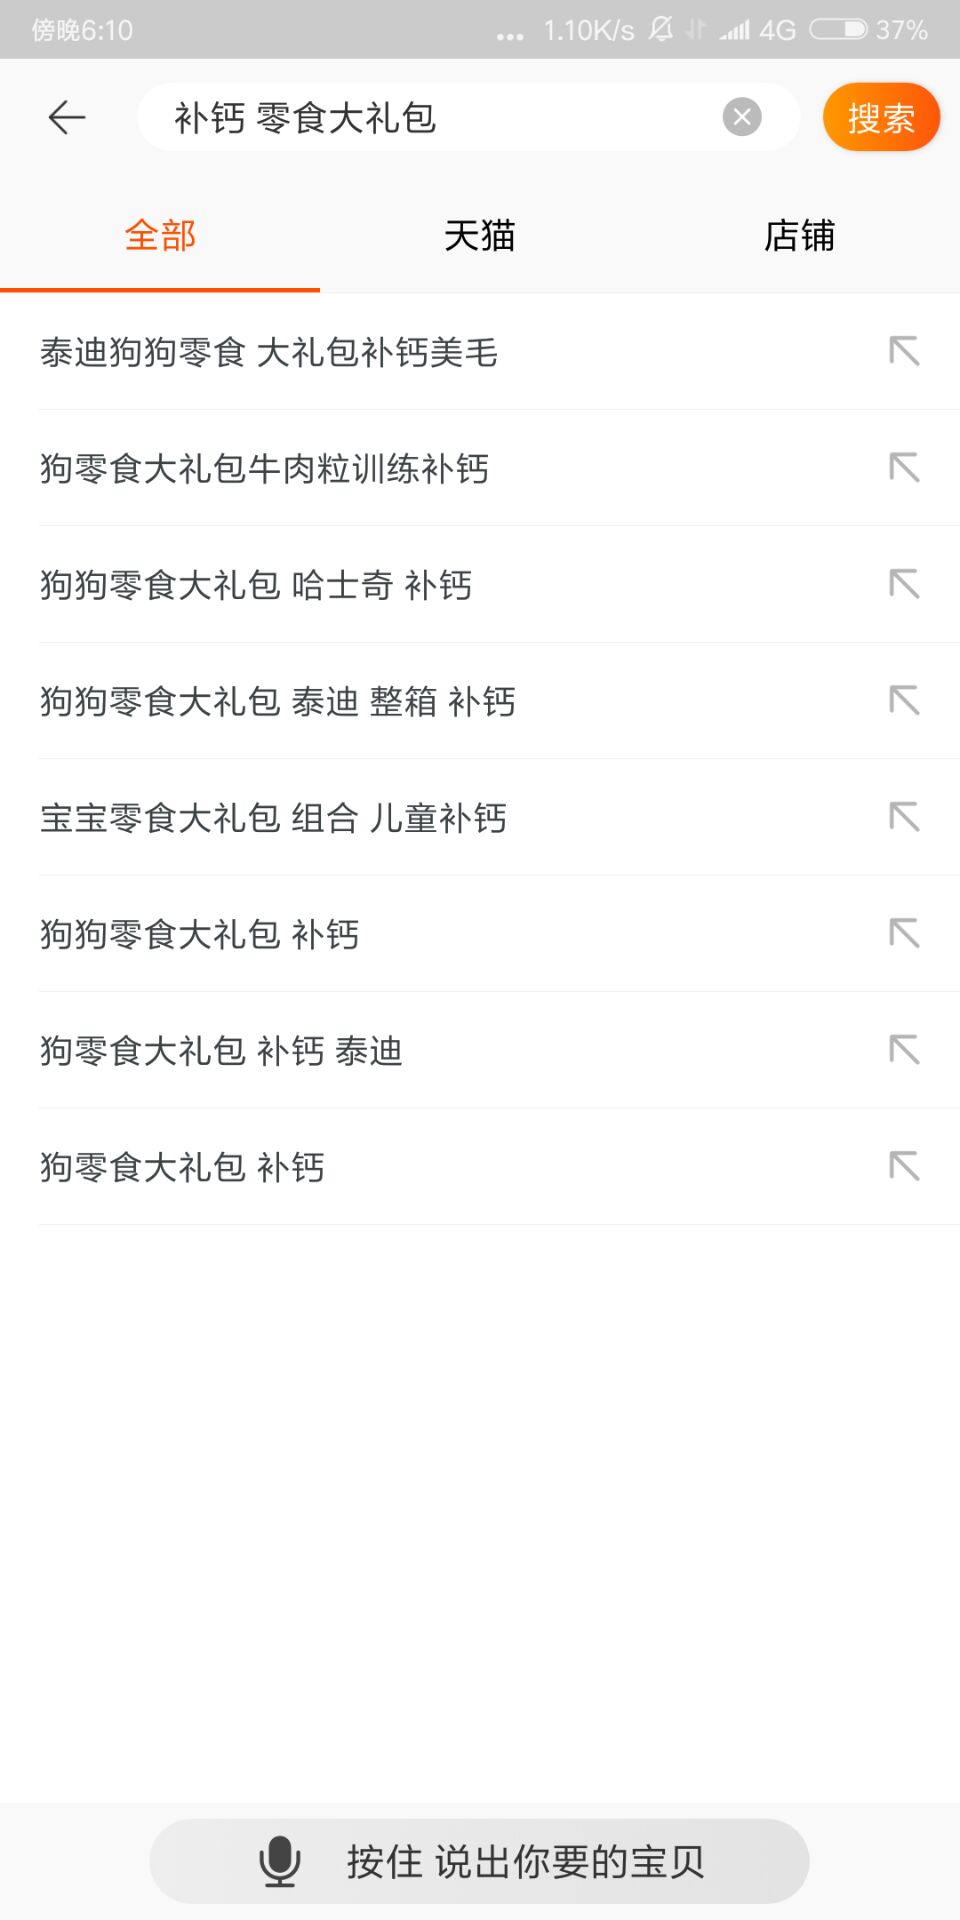 傍晚6:10 ... 1.10K/s 4G 37%
补钙 零食大礼包 搜索
全部 天猫 店铺
泰迪狗狗零食 大礼包补钙美毛
狗零食大礼包牛肉粒训练补钙
狗狗零食大礼包 哈士奇 补钙
狗狗零食大礼包 泰迪 整箱 补钙
宝宝零食大礼包 组合 儿童补钙
狗狗零食大礼包 补钙
狗零食大礼包 补钙 泰迪
狗零食大礼包 补钙
按住 说出你要的宝贝